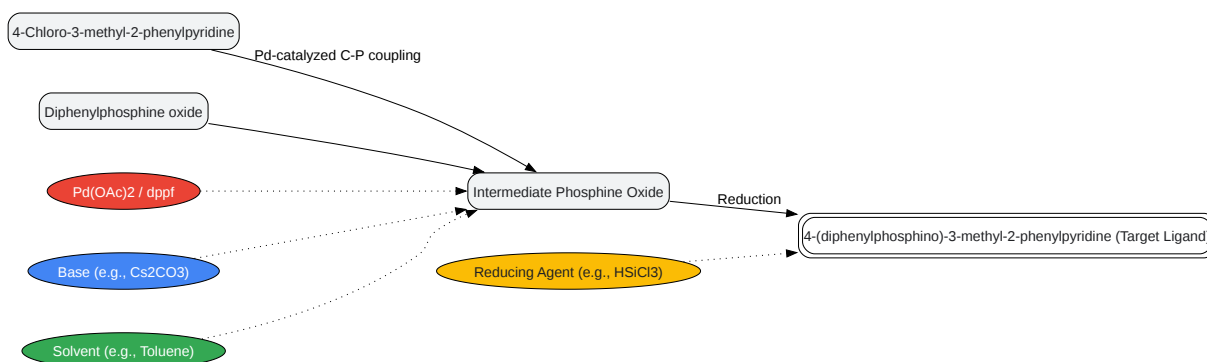 4-Chloro-3-methyl-2-phenylpyridine
Pd-catalyzed C-P coupling
Diphenylphosphine oxide
Pd(OAc)2 / dppf
Intermediate Phosphine Oxide
Reduction
4-(diphenylphosphino)-3-methyl-2-phenylpyridine (Target Ligand)
Base (e.g., Cs2CO3)
Reducing Agent (e.g., HSiCl3)
Solvent (e.g., Toluene)